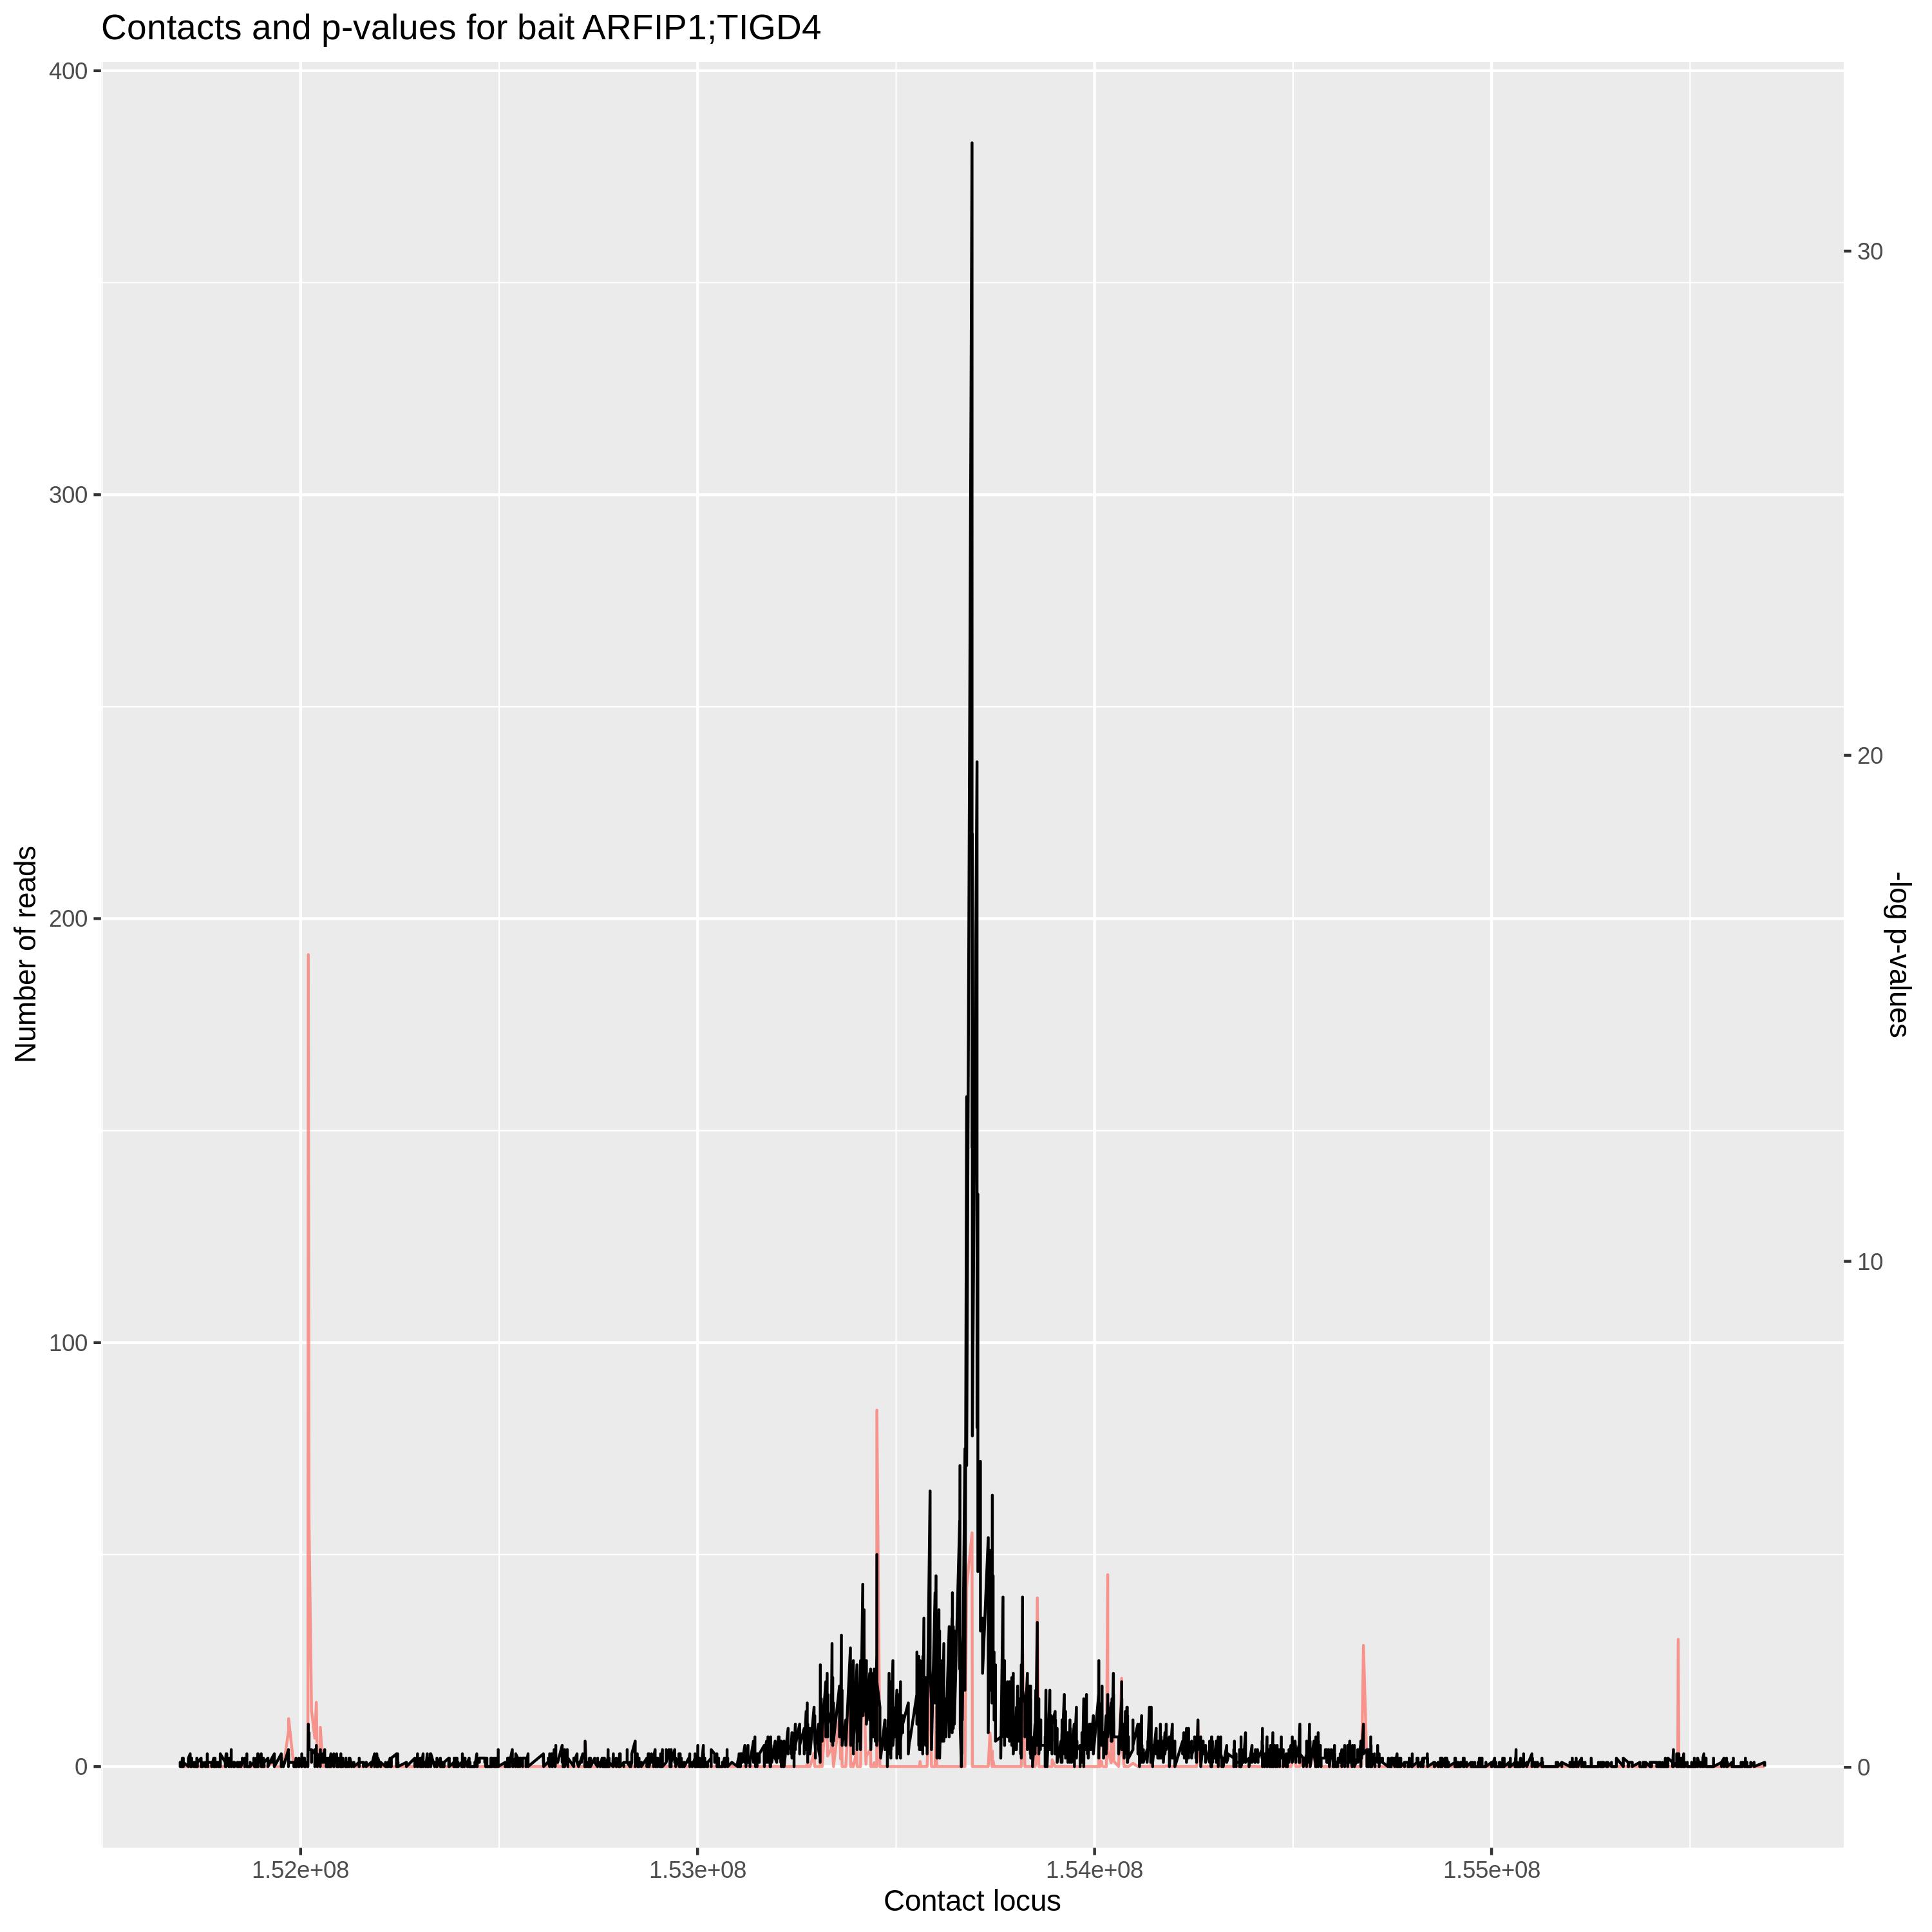 Contacts and p-values for bait ARFIP1;TIGD4
400
300
200
100
0
Number of reads
30
20
10
0
-log p-values
1.52e+08
1.53e+08
1.54e+08
1.55e+08
Contact locus